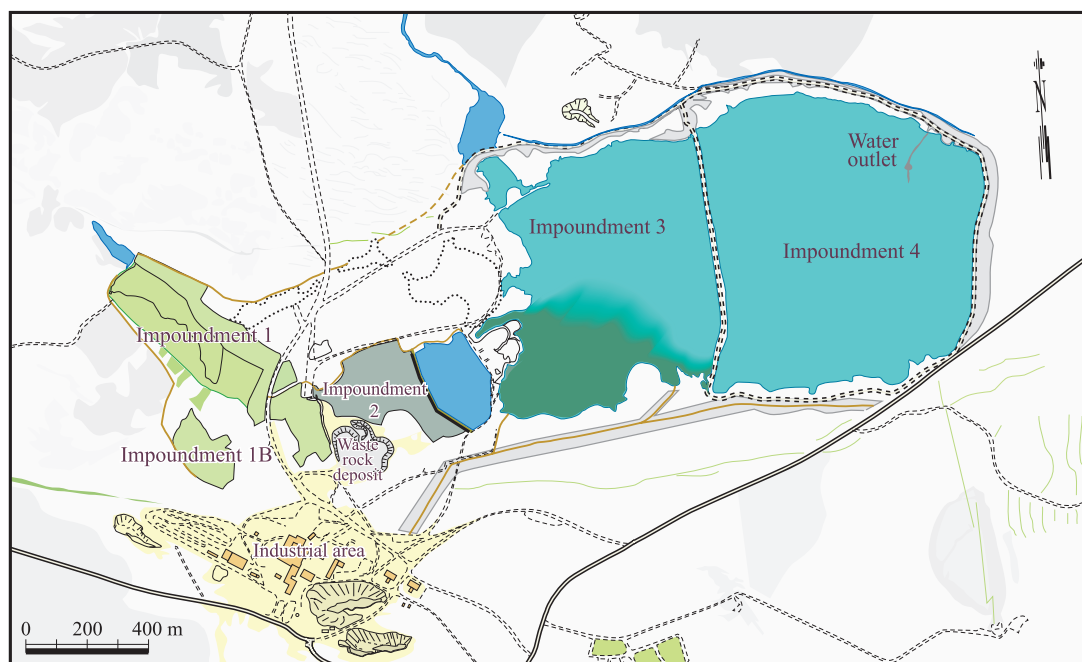 N
Water
outlet
Impoundment 3
Impoundment 4
Impoundment 1
Impoundment
2
Waste
rock
deposit
Impoundment 1B
Industrial area
0 200 400 m